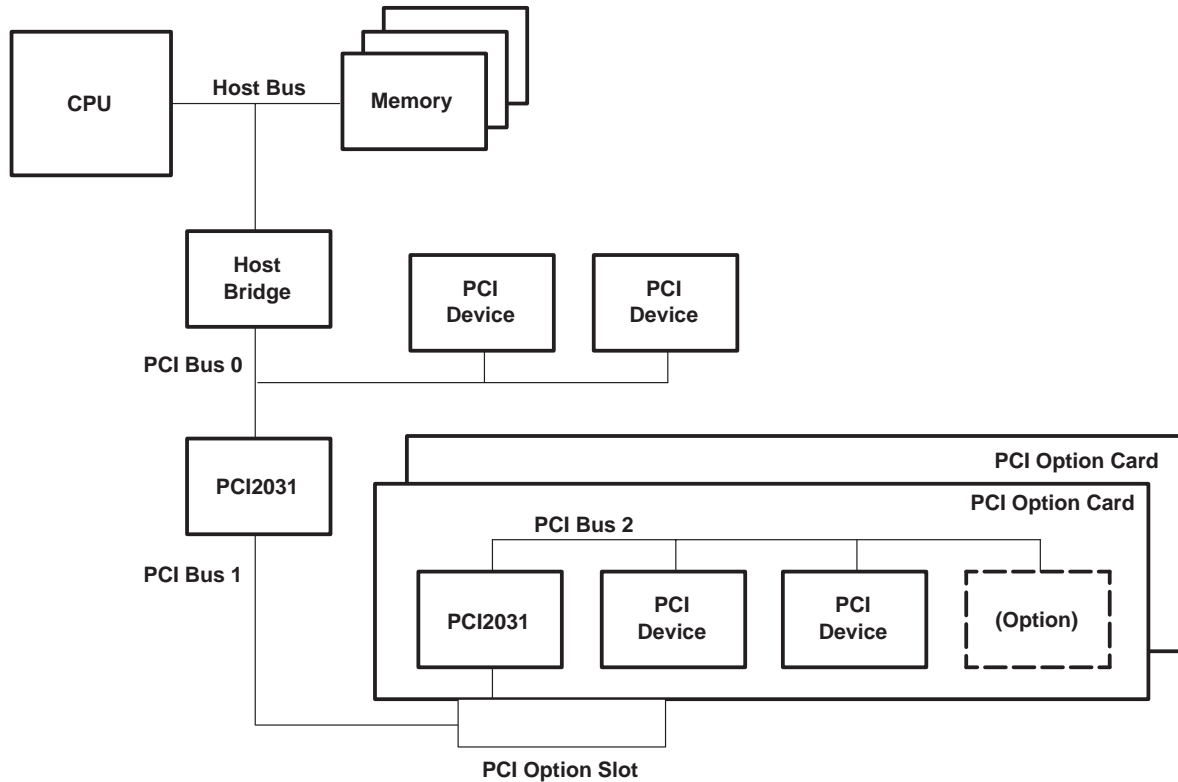 Host Bus
CPU
Memory
Host
Bridge
PCI
Device
PCI
Device
PCI Bus 0
PCI2031
PCI Option Card
PCI Option Card
PCI Bus 2
PCI Bus 1
PCI2031
PCI
Device
PCI
Device
(Option)
PCI Option Slot